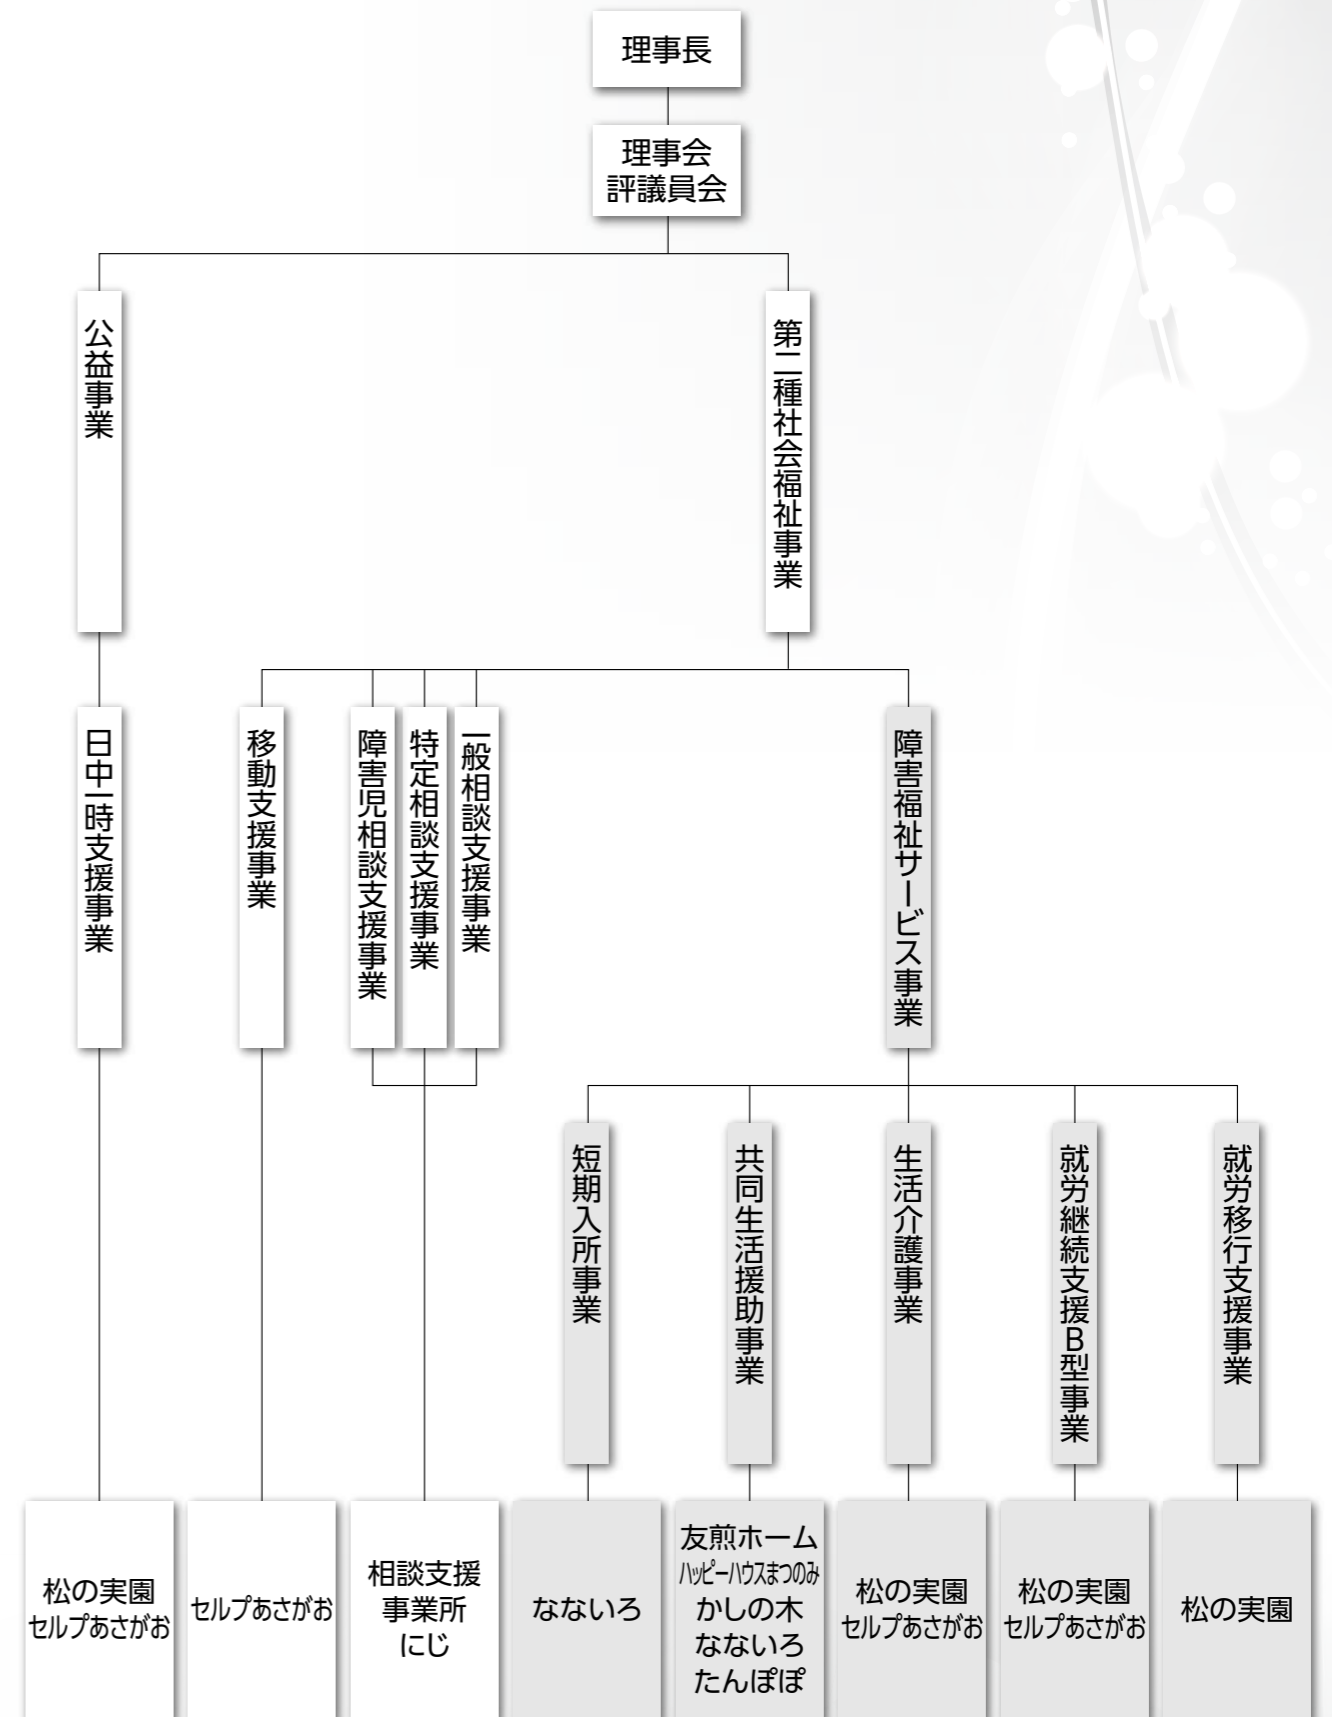 理事長
理事会
評議員会
公益事業
第二種社会福祉事業
日中一時支援事業
移動支援事業
障害児相談支援事業
特定相談支援事業
一般相談支援事業
障害福祉サービス事業
短期入所事業
共同生活援助事業
生活介護事業
就労継続支援B型事業
就労移行支援事業
松の実園
セルプあさがお
セルプあさがお
相談支援
事業所
にじ
なないろ
友煎ホーム
ハッピーハウスまつのみ
かしの木
なないろ
たんぽぽ
松の実園
セルプあさがお
松の実園
セルプあさがお
松の実園